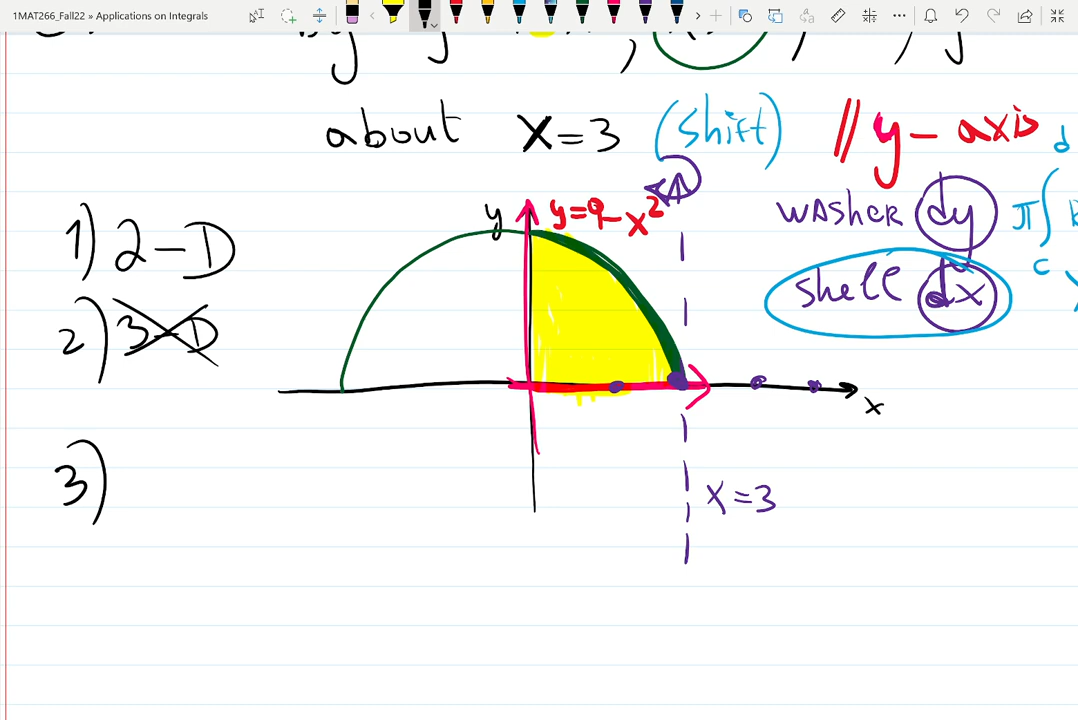 1MAT266_Fall22 » Applications on Integrals
about x=3 (shift) // y-axis
y y=9-x² WASHER dy π∫
1) 2-D
shell dx c
2) 3-D
x
3) x=3